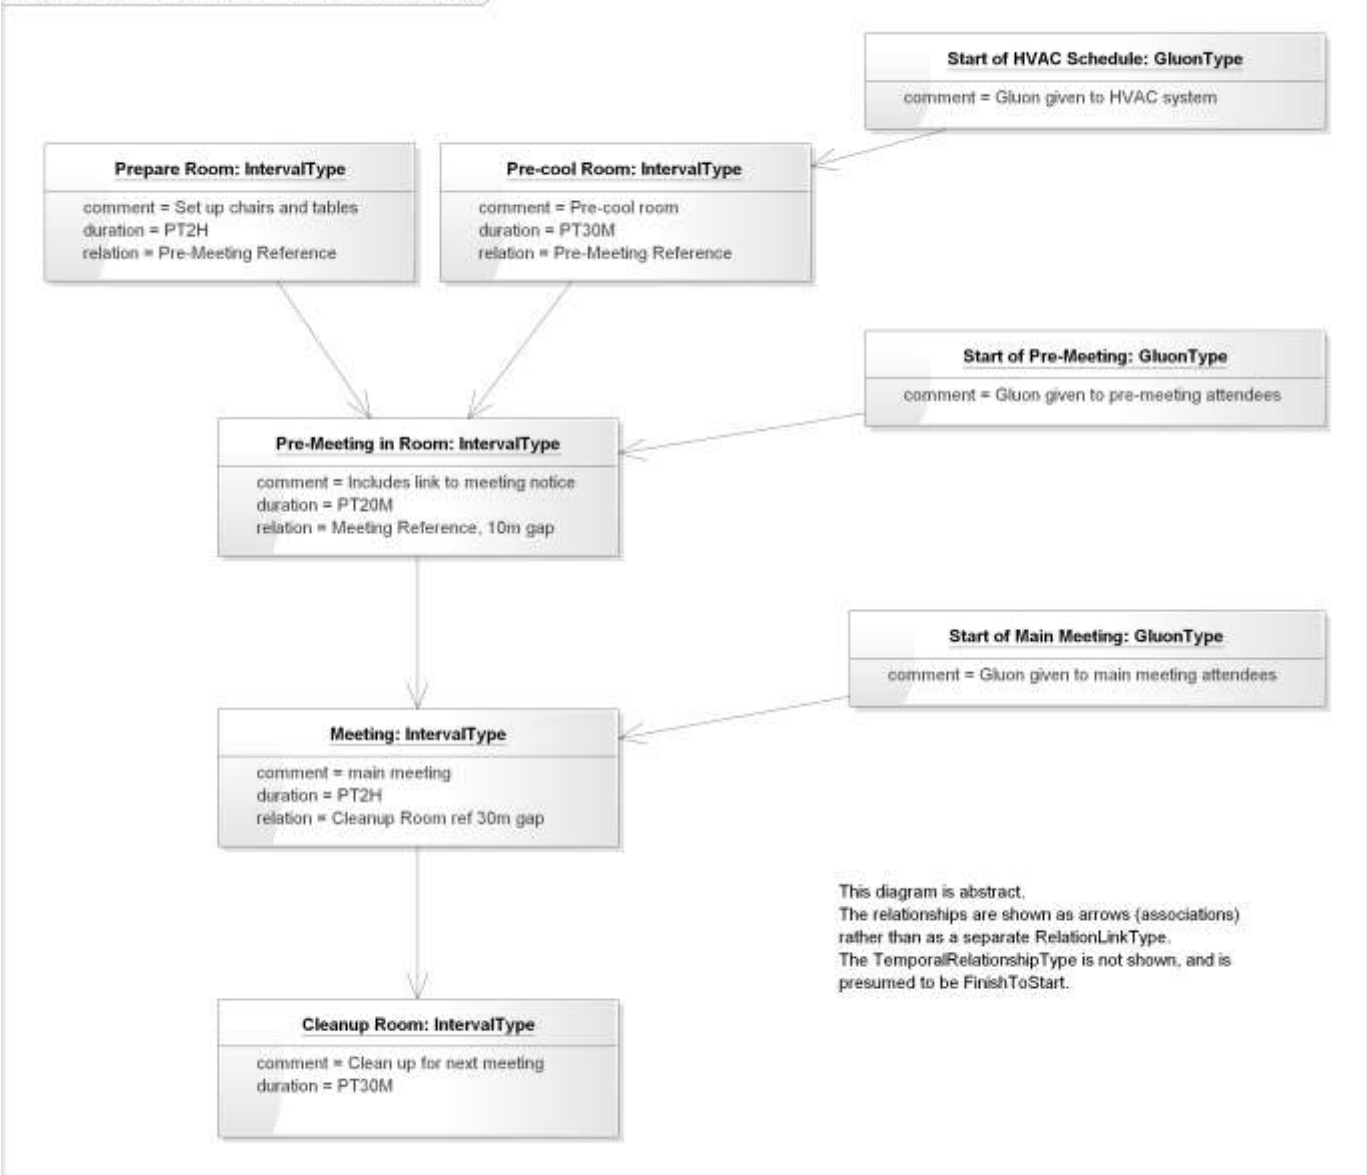 Start of HVAC Schedule: GluonType
comment = Gluon given to HVAC system
Prepare Room: IntervalType
comment = Set up chairs and tables
duration = PT2H
relation = Pre-Meeting Reference
Pre-cool Room: IntervalType
comment = Pre-cool room
duration = PT30M
relation = Pre-Meeting Reference
Start of Pre-Meeting: GluonType
comment = Gluon given to pre-meeting attendees
Pre-Meeting in Room: IntervalType
comment = Includes link to meeting notice
duration = PT20M
relation = Meeting Reference, 10m gap
Start of Main Meeting: GluonType
comment = Gluon given to main meeting attendees
Meeting: IntervalType
comment = main meeting
duration = PT2H
relation = Cleanup Room ref 30m gap
This diagram is abstract.
The relationships are shown as arrows (associations)
rather than as a separate RelationLinkType.
The TemporalRelationshipType is not shown, and is
presumed to be FinishToStart.
Cleanup Room: IntervalType
comment = Clean up for next meeting
duration = PT30M